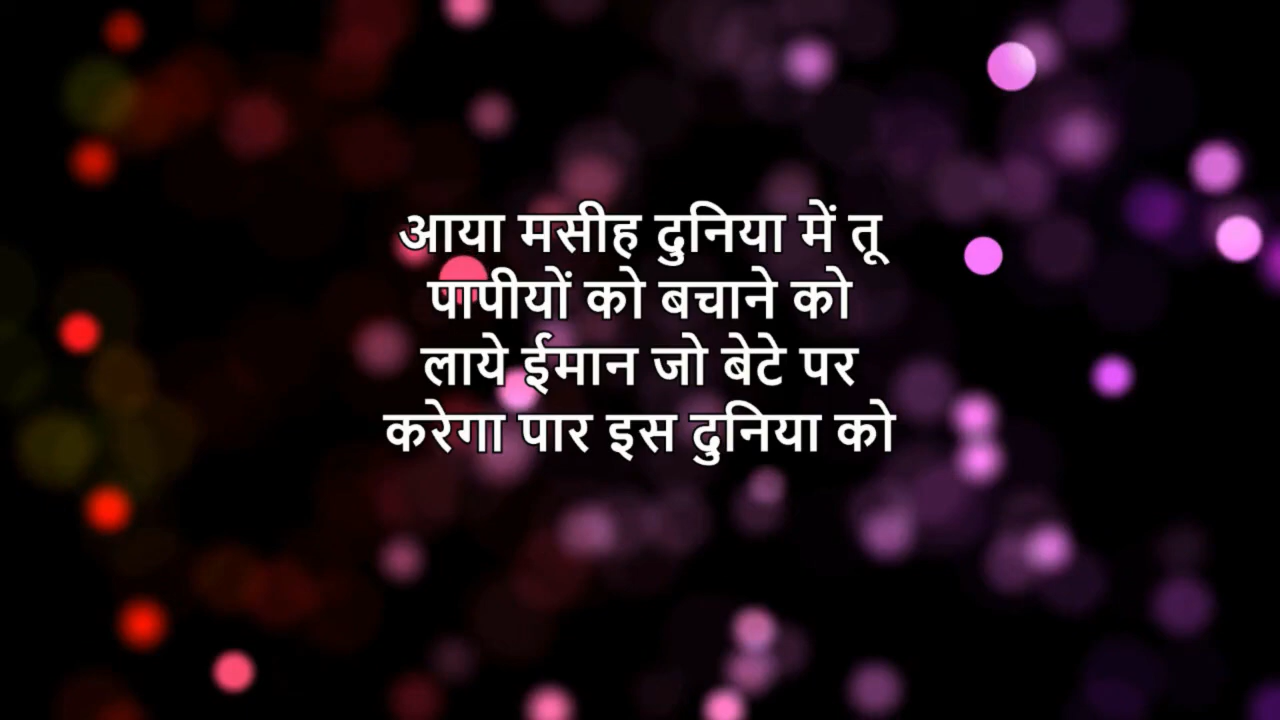 आया मसीह दुनिया में तू
पापीयों को बचाने को
लाये ईमान जो बेटे पर
करेगा पार इस दुनिया को